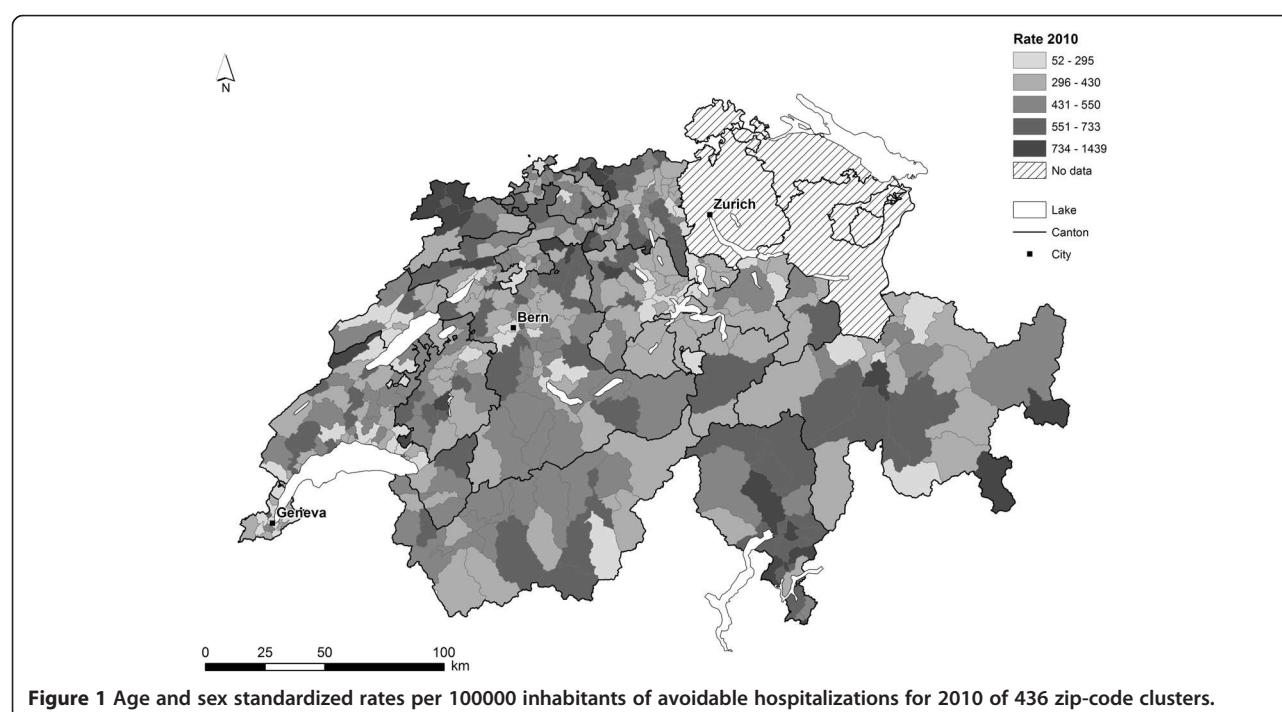 N
Rate 2010
52 - 295
296 - 430
431 - 550
551 - 733
734 - 1439
No data
Lake
Canton
City
Zurich
Bern
Geneva
0 25 50 100
km
Figure 1 Age and sex standardized rates per 100000 inhabitants of avoidable hospitalizations for 2010 of 436 zip-code clusters.